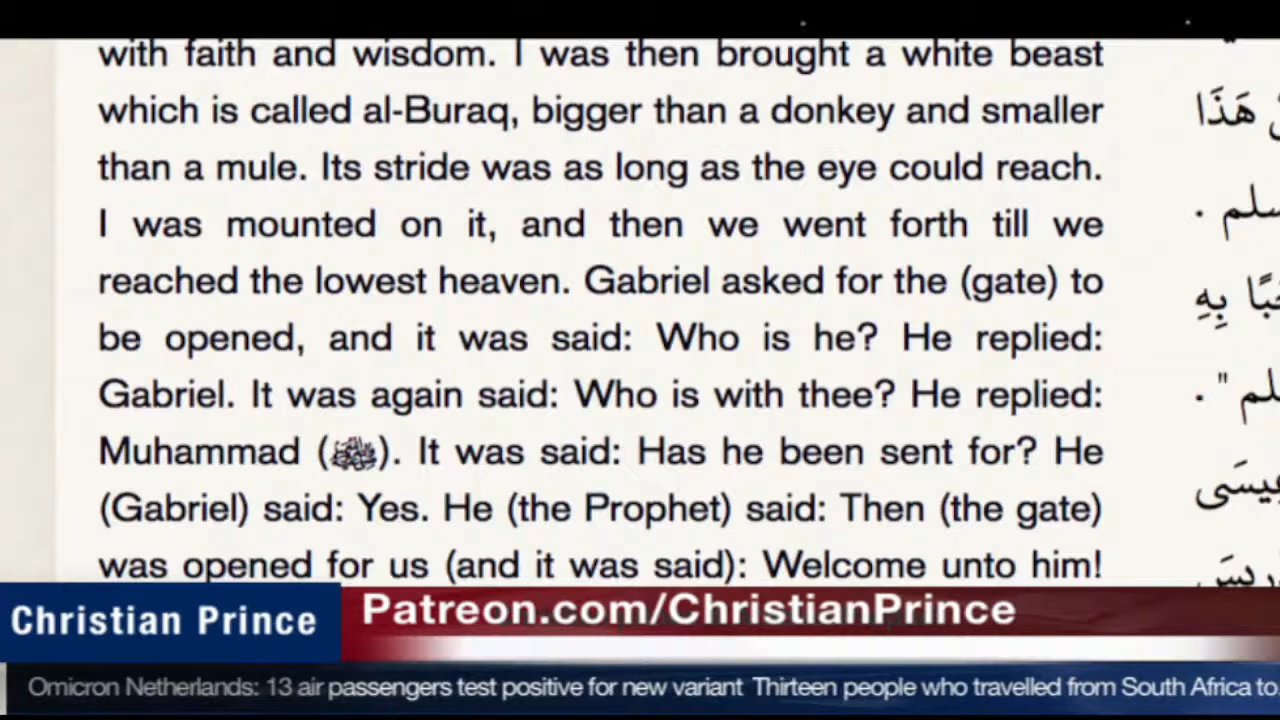 with faith and wisdom. I was then brought a white beast
which is called al-Buraq, bigger than a donkey and smaller
than a mule. Its stride was as long as the eye could reach.
I was mounted on it, and then we went forth till we
reached the lowest heaven. Gabriel asked for the (gate) to
be opened, and it was said: Who is he? He replied:
Gabriel. It was again said: Who is with thee? He replied:
Muhammad (ﷺ). It was said: Has he been sent for? He
(Gabriel) said: Yes. He (the Prophet) said: Then (the gate)
was opened for us (and it was said): Welcome unto him!
هَذَا
سلم .
بِهِ
لم " .
عِيسَى
Christian Prince
Patreon.com/ChristianPrince
Omicron Netherlands: 13 air passengers test positive for new variant Thirteen people who travelled from South Africa to